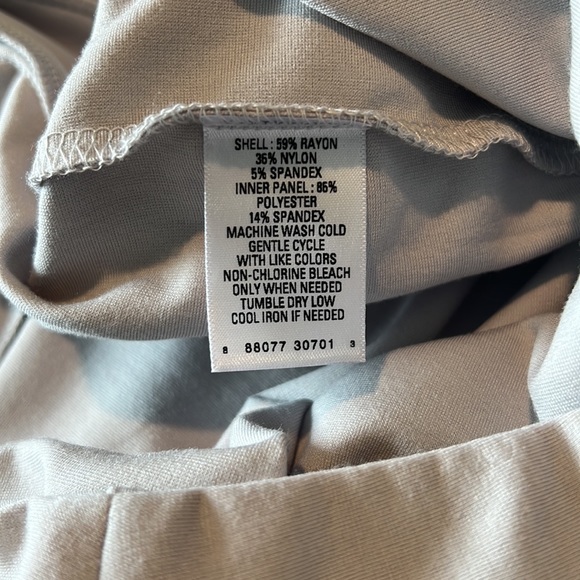 SHELL : 59% RAYON
36% NYLON
5% SPANDEX
INNER PANEL : 86%
POLYESTER
14% SPANDEX
MACHINE WASH COLD
GENTLE CYCLE
WITH LIKE COLORS
NON-CHLORINE BLEACH
ONLY WHEN NEEDED
TUMBLE DRY LOW
COOL IRON IF NEEDED
8 88077 30701 3